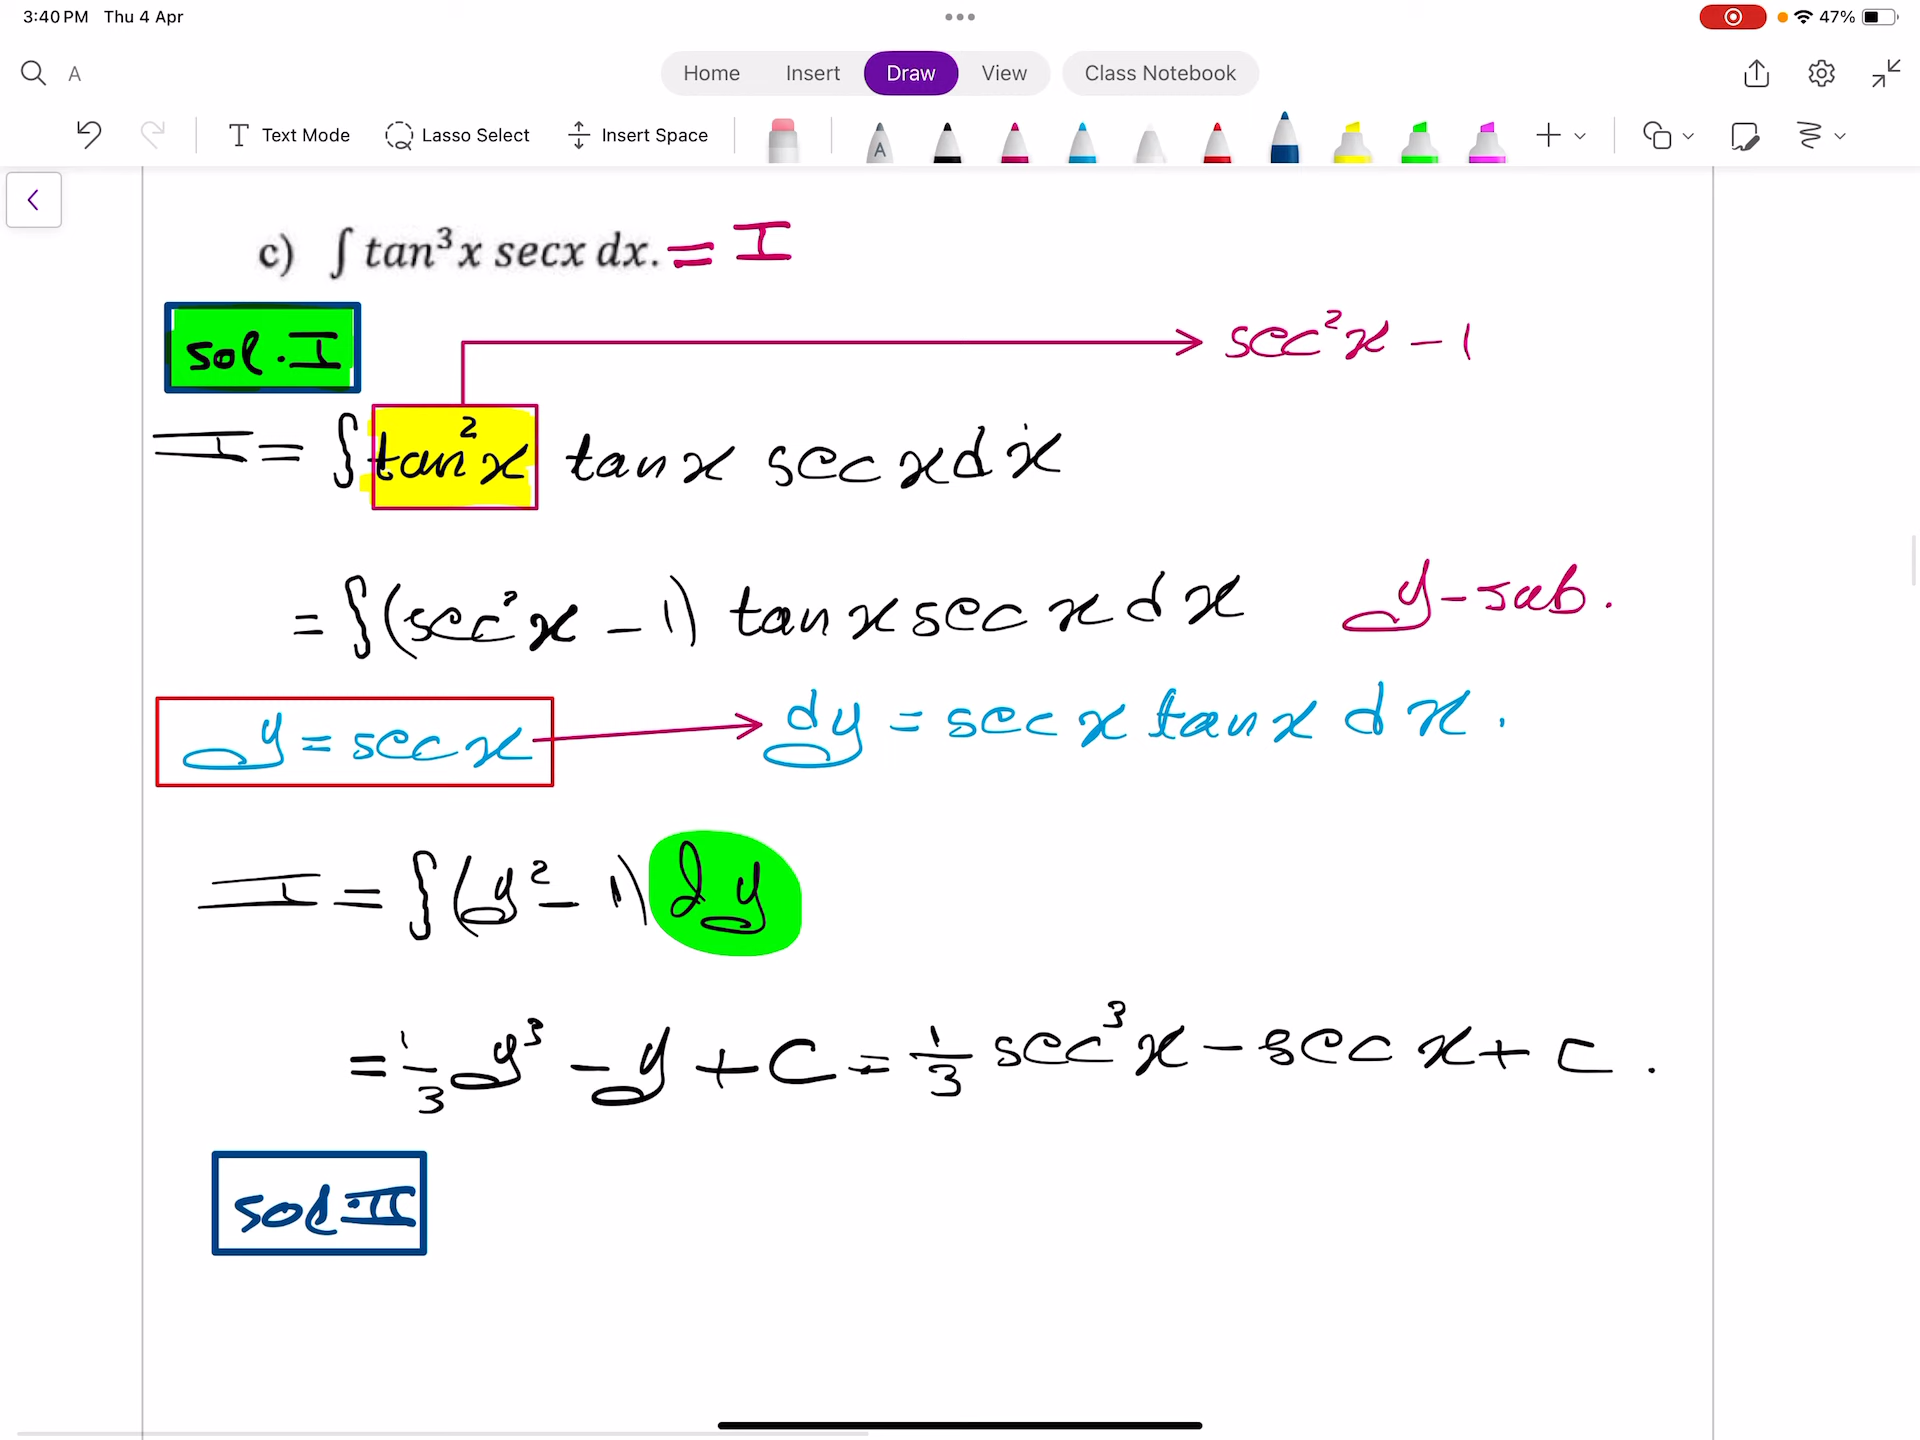 3:40 PM Thu 4 Apr 47%
A Home Insert Draw View Class Notebook
T Text Mode Lasso Select Insert Space A
c) ∫ tan³ x secx dx. = I
sol. I
sec²x - 1
I = ∫ tan²x tan x sec x dx
= ∫ (sec²x - 1) tan x sec x dx y-sub.
y = sec x → dy = sec x tan x dx.
I = ∫ (y² - 1) dy
= 1/3 y³ - y + C = 1/3 sec³x - sec x + C.
sol. II